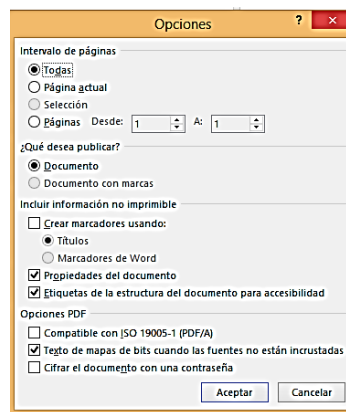 Opciones ?
Intervalo de páginas
Todas
Página actual
Selección
Páginas Desde: 1 A: 1
¿Qué desea publicar?
Documento
Documento con marcas
Incluir información no imprimible
Crear marcadores usando:
Títulos
Marcadores de Word
Propiedades del documento
Etiquetas de la estructura del documento para accesibilidad
Opciones PDF
Compatible con ISO 19005-1 (PDF/A)
Texto de mapas de bits cuando las fuentes no están incrustadas
Cifrar el documento con una contraseña
Aceptar Cancelar